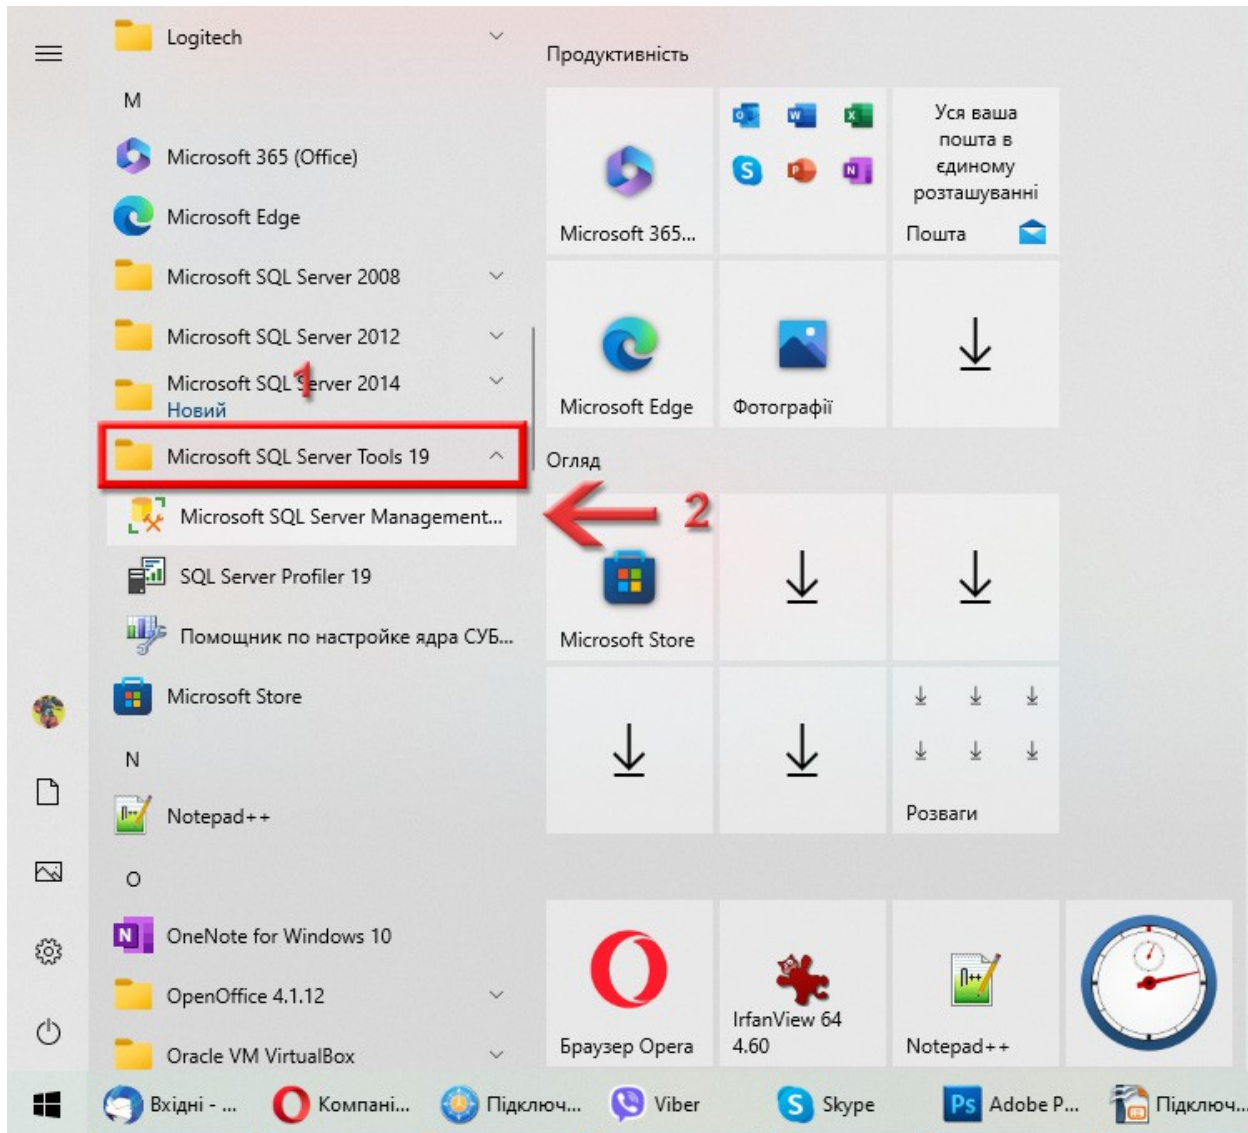 Logitech
M
Microsoft 365 (Office)
Microsoft Edge
Microsoft SQL Server 2008
Microsoft SQL Server 2012
1
Microsoft SQL Server 2014
Новий
Microsoft SQL Server Tools 19
Microsoft SQL Server Management...
2
SQL Server Profiler 19
Помощник по настройке ядра СУБ...
Microsoft Store
N
Notepad++
O
OneNote for Windows 10
OpenOffice 4.1.12
Oracle VM VirtualBox
Продуктивність
Microsoft 365...
Уся ваша
пошта в
єдиному
розташуванні
Пошта
Microsoft Edge
Фотографії
Огляд
Microsoft Store
Розваги
Браузер Opera
IrfanView 64
4.60
Notepad++
Вхідні - ...
Компані...
Підключ...
Viber
Skype
Ps
Adobe P...
Підключ...